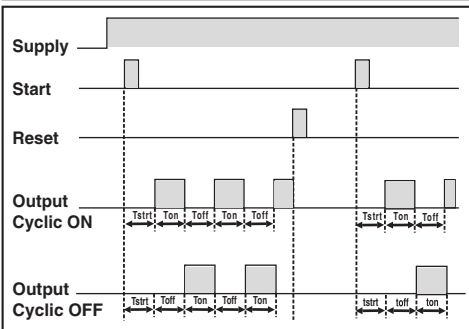 Supply
Start
Reset
Output
Cyclic ON
Tstrt Ton Toff Ton Toff Tstrt Ton Toff
Output
Cyclic OFF
Tstrt Toff Ton Toff Ton tstrt toff ton